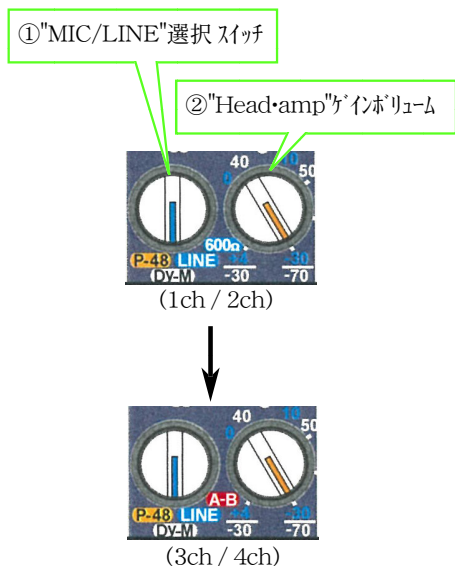 ①"MIC/LINE"選択 スイッチ
②"Head•amp"ゲインボリューム
40 10 50
0
600Ω
P-48 LINE +4 -30
(Dy-M) -30 -70
(1ch / 2ch)
40 10 50
0
A-B
P-48 LINE +4
(Dy-M) -30 -70
(3ch / 4ch)